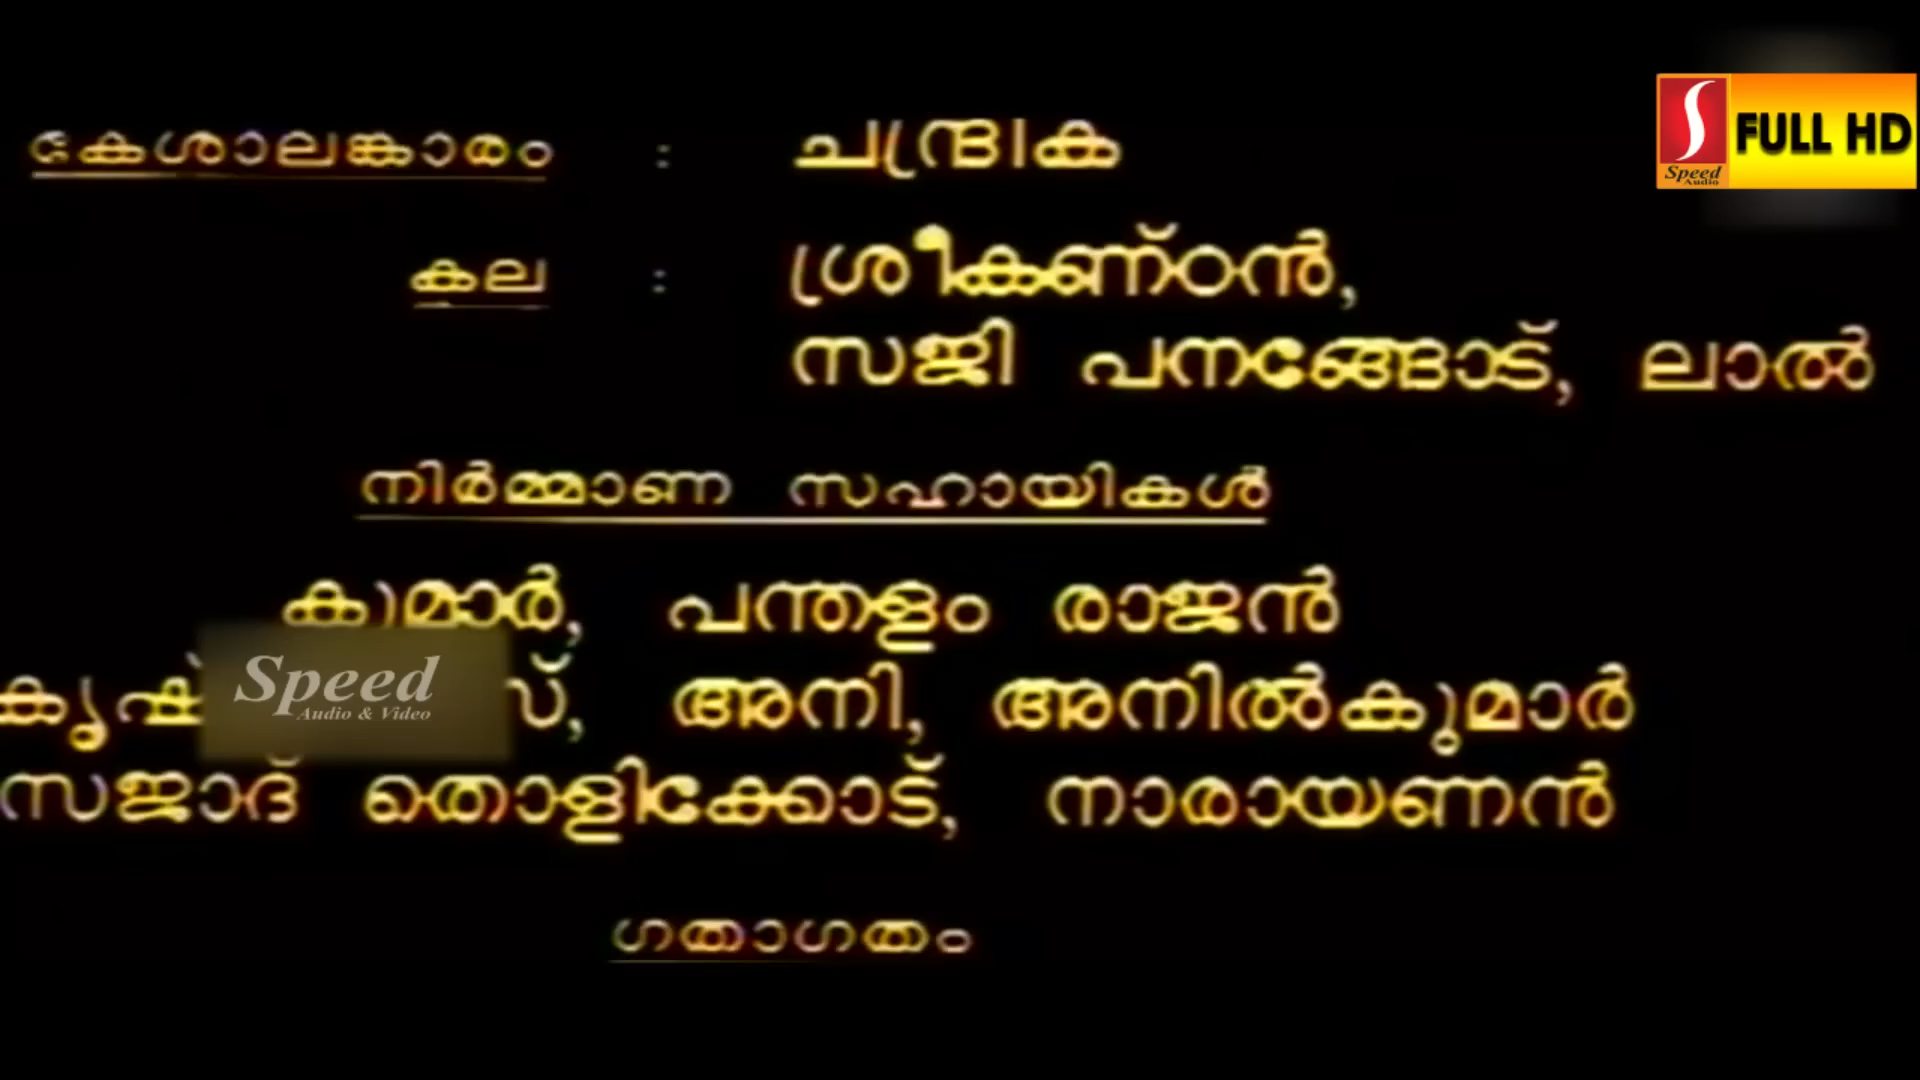 കേശാലങ്കാരം : ചന്ദ്രിക
കല : ശ്രീകണ്ഠൻ,
സജി പനങ്ങോട്, ലാൽ
നിർമ്മാണ സഹായികൾ
കുമാർ, പന്തളം രാജൻ
അനി, അനിൽകുമാർ
സജാദ് തൊളിക്കോട്, നാരായണൻ
ഗതാഗതം
S FULL HD
Speed
Audio
Speed
Audio & Video